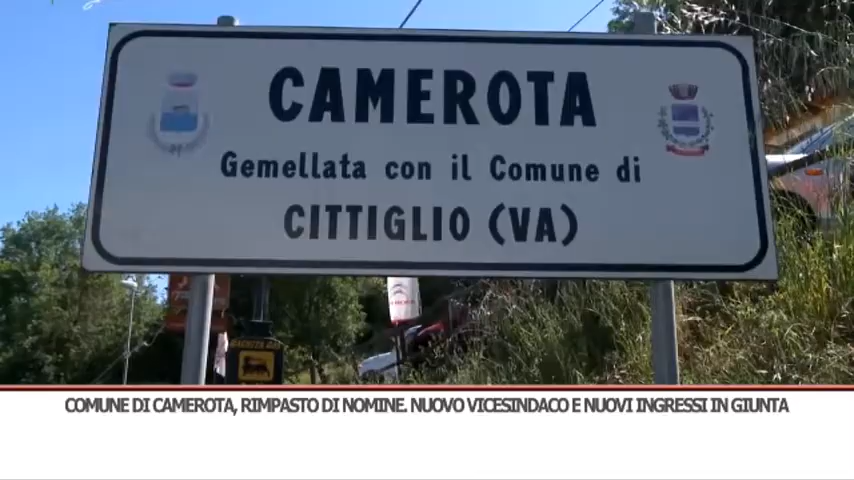 CAMEROTA
Gemellata con il Comune di
CITTIGLIO (VA)
COMUNE DI CAMEROTA, RIMPASTO DI NOMINE. NUOVO VICESINDACO E NUOVI INGRESSI IN GIUNTA